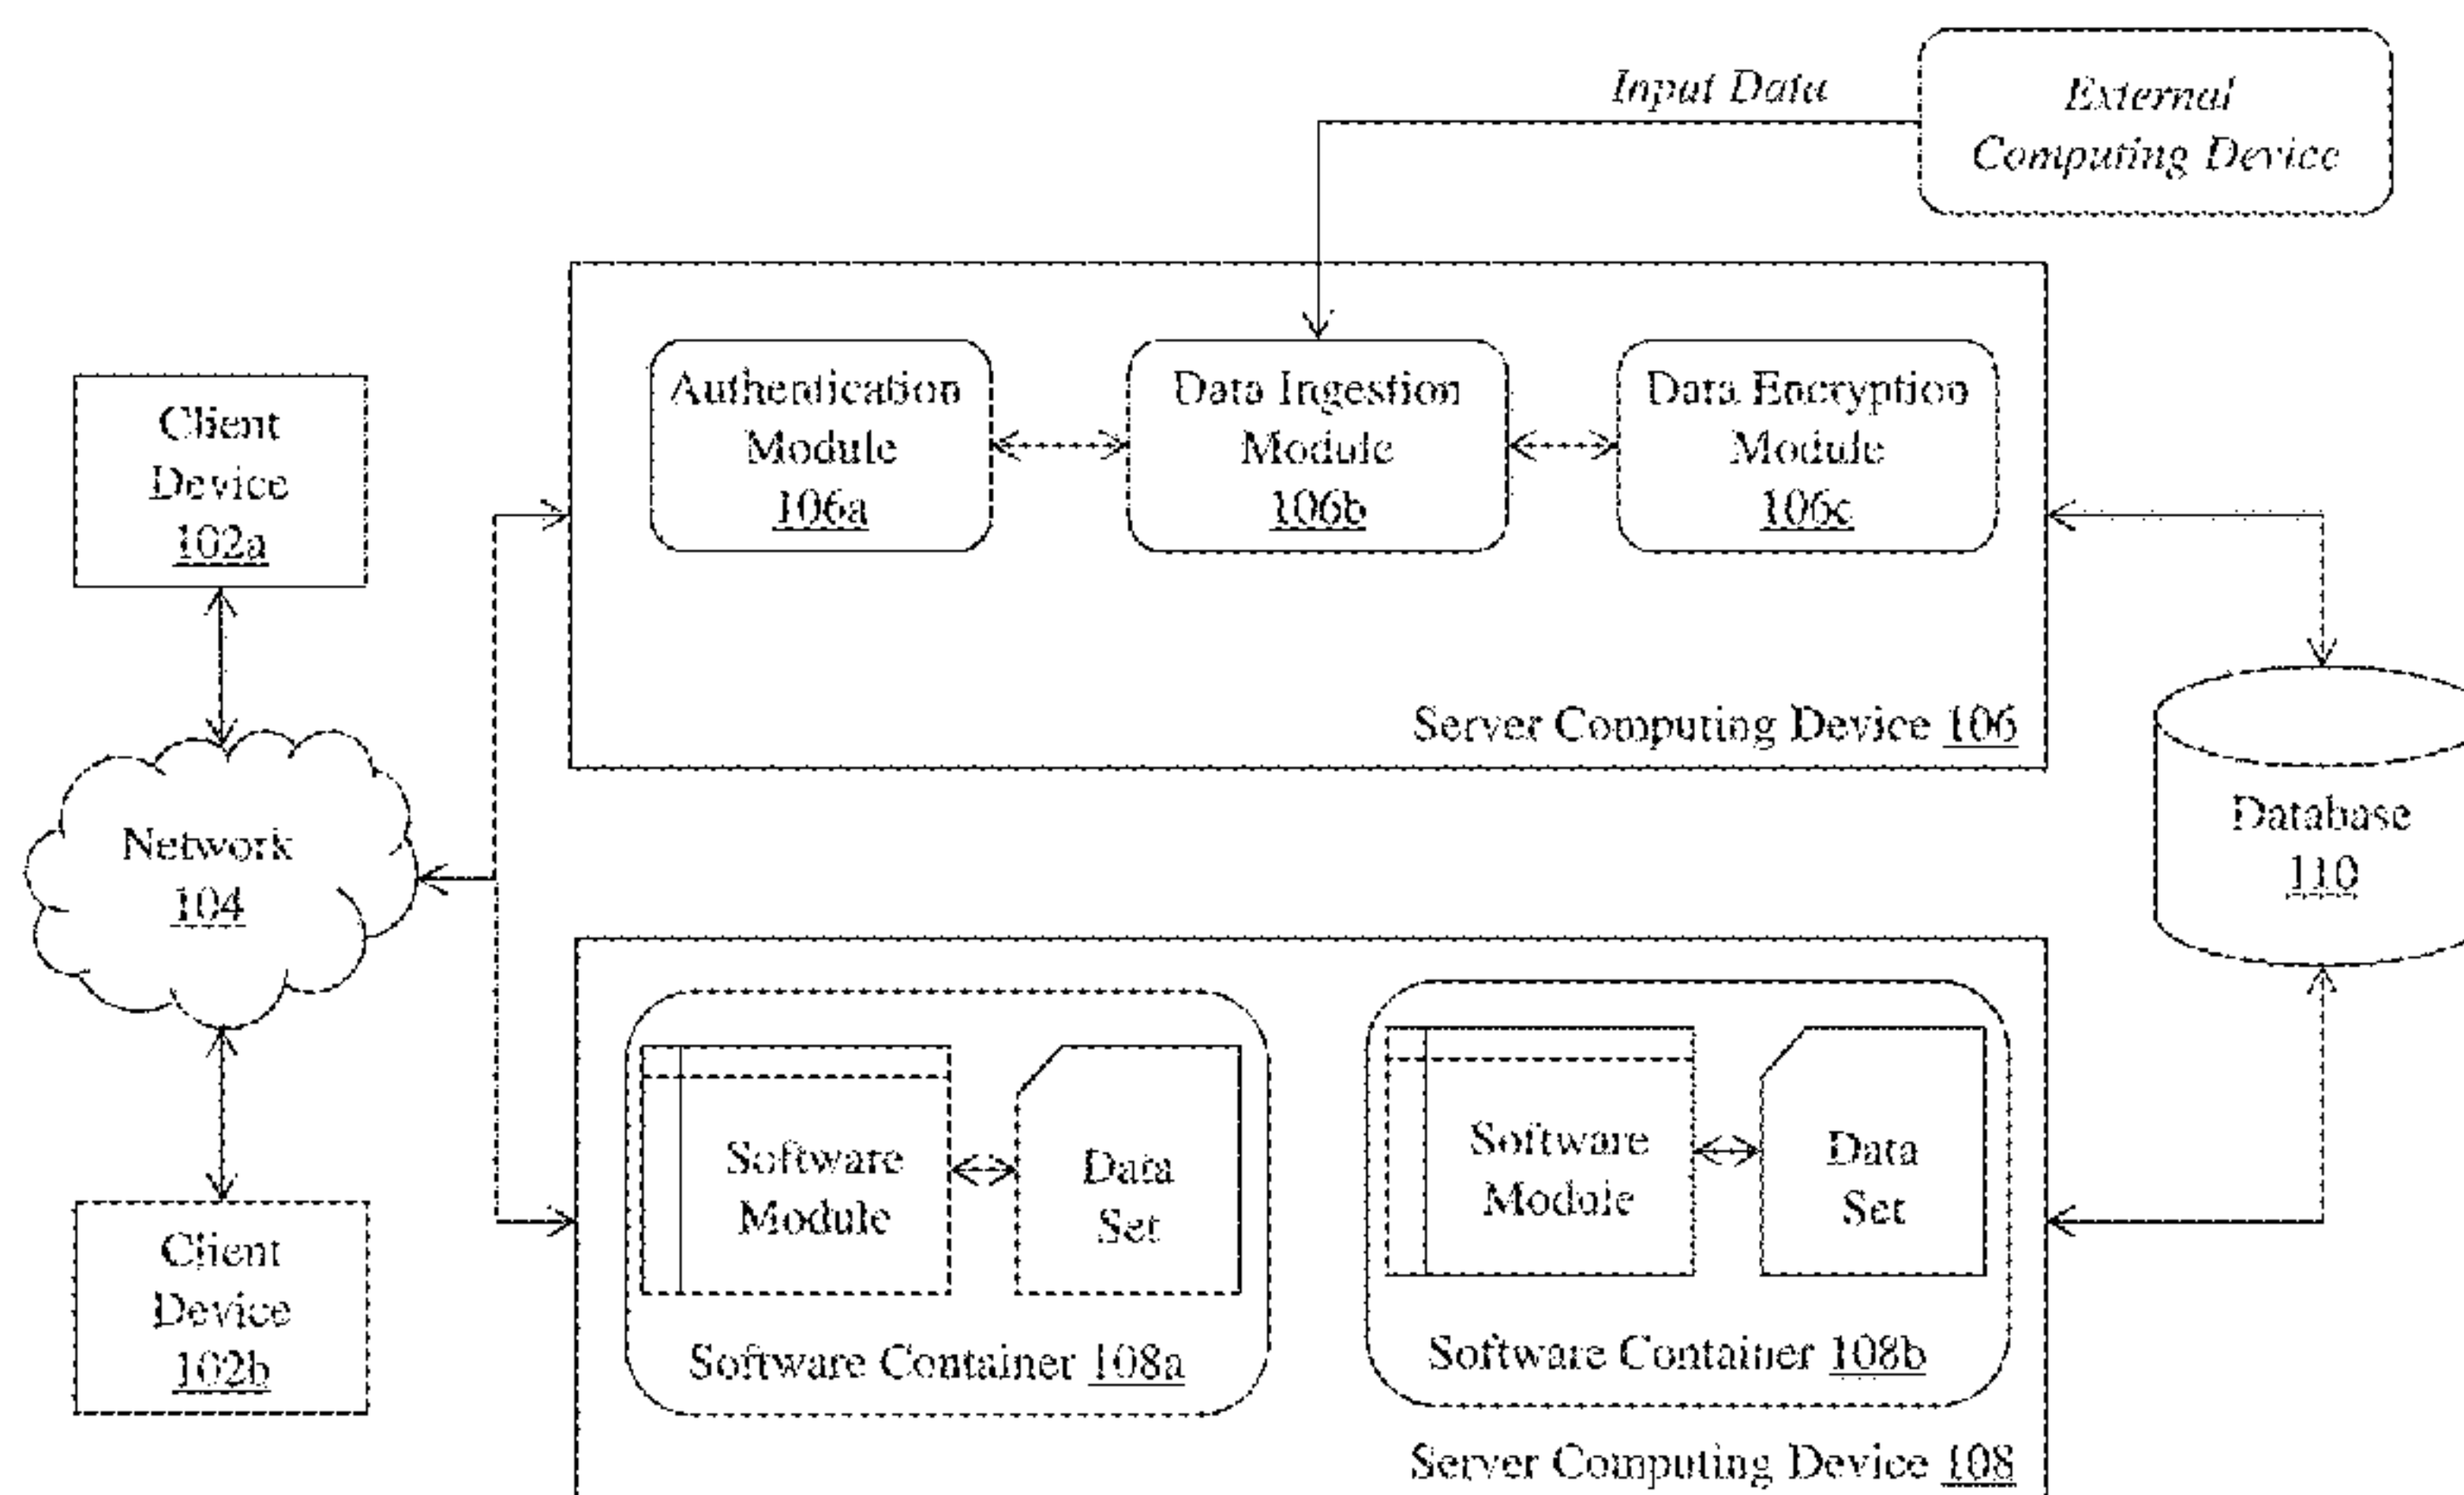 Input Data
External
Computing Device
Client
Device
102a
Authentication
Module
106a
Data Ingestion
Module
106b
Data Encryption
Module
106c
Server Computing Device 106
Network
104
Database
110
Client
Device
102b
Software
Module
Data
Set
Software Container 108a
Software
Module
Data
Set
Software Container 108b
Server Computing Device 108